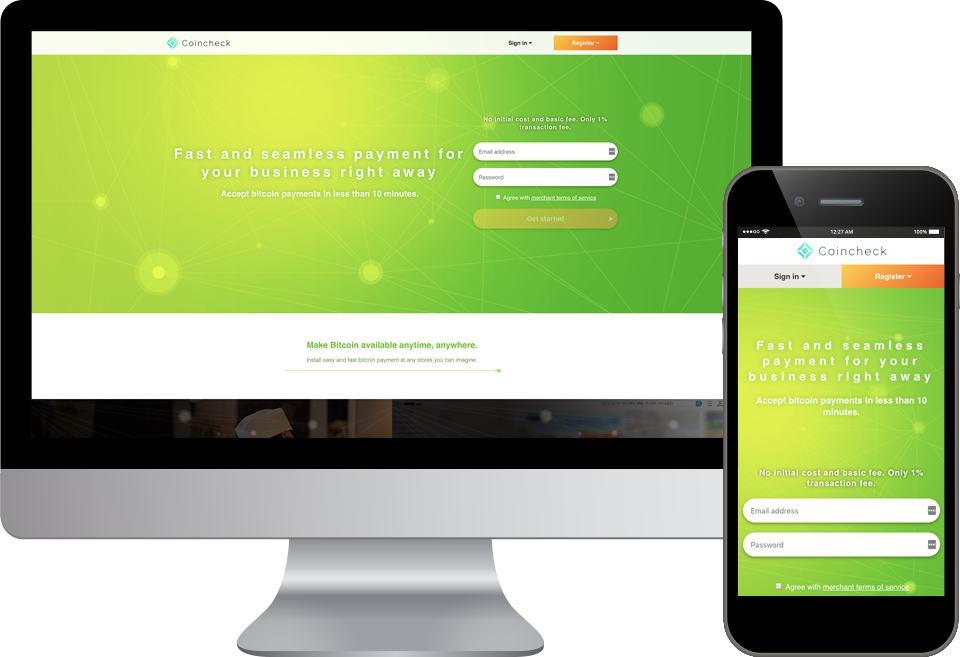 Coincheck
Sign in
Register
No initial cost and basic fee. Only 1%
transaction fee.
Fast and seamless payment for
your business right away
Accept bitcoin payments in less than 10 minutes.
Email address
Password
Agree with merchant terms of service
Get started
Make Bitcoin available anytime, anywhere.
Install easy and fast bitcoin payment at any stores you can imagine.
12:27 AM
100%
Coincheck
Sign in
Register
Fast and seamless
payment for your
business right away
Accept bitcoin payments in less than 10
minutes.
No initial cost and basic fee. Only 1%
transaction fee.
Email address
Password
Agree with merchant terms of service